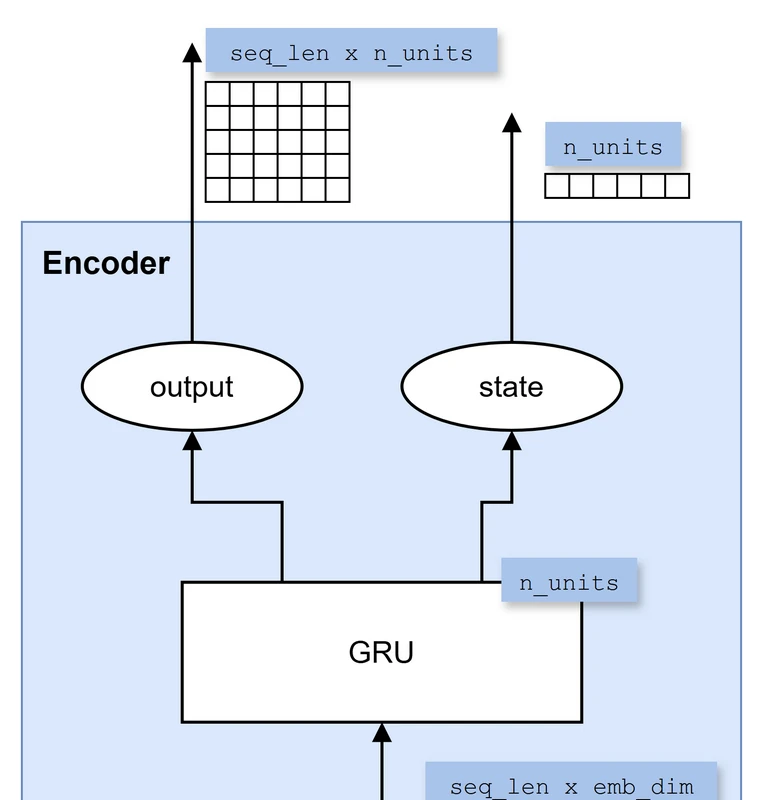 seq_len x n_units
n_units
Encoder
output
state
n_units
GRU
seq_len x emb_dim